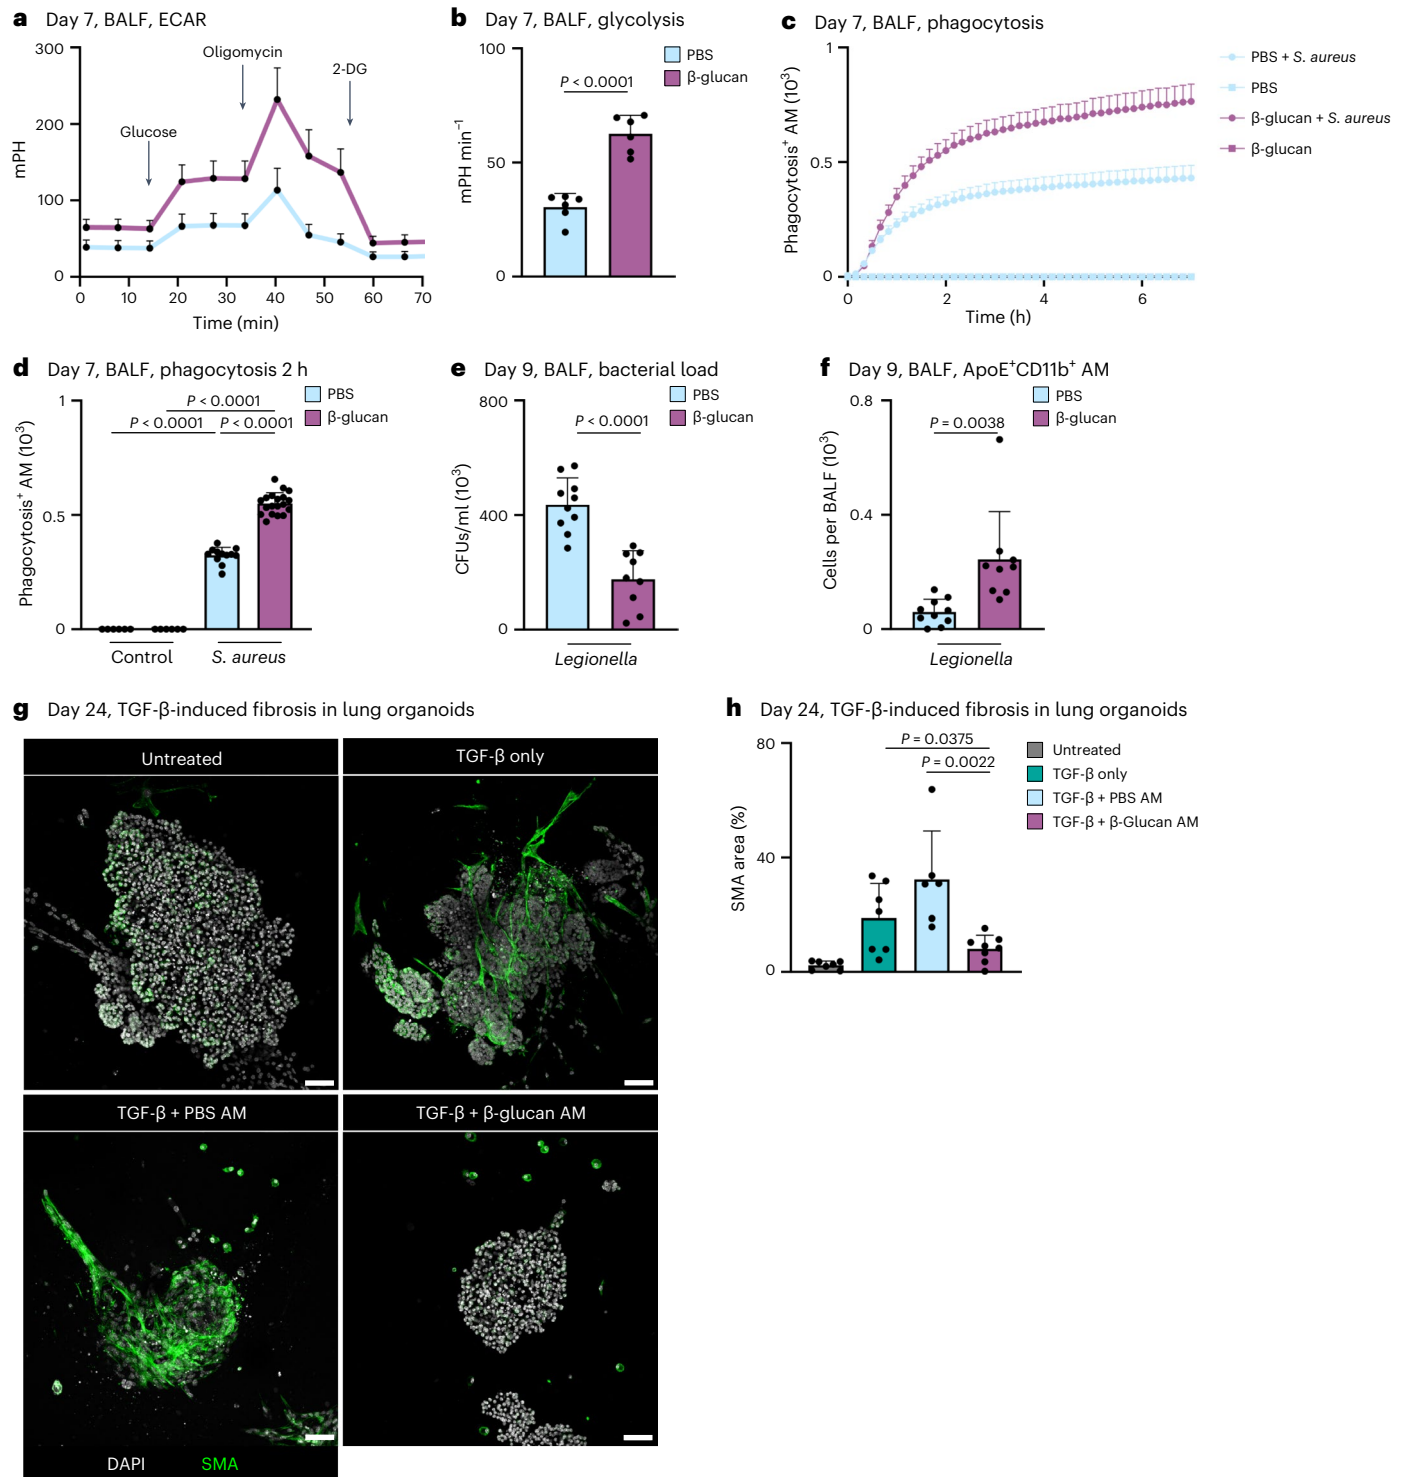 a Day 7, BALF, ECAR
mPH
300
200
100
0
Glucose
Oligomycin
2-DG
0 10 20 30 40 50 60 70
Time (min)
b Day 7, BALF, glycolysis
mPH min⁻¹
100
50
0
P < 0.0001
PBS
β-glucan
c Day 7, BALF, phagocytosis
Phagocytosis⁺ AM (10³)
1
0.5
0
0 2 4 6
Time (h)
PBS + S. aureus
PBS
β-glucan + S. aureus
β-glucan
d Day 7, BALF, phagocytosis 2 h
Phagocytosis⁺ AM (10³)
1
0.5
0
P < 0.0001
P < 0.0001 P < 0.0001
PBS
β-glucan
Control S. aureus
e Day 9, BALF, bacterial load
CFUs/ml (10³)
800
400
0
P < 0.0001
PBS
β-glucan
Legionella
f Day 9, BALF, ApoE⁺CD11b⁺ AM
Cells per BALF (10³)
0.8
0.4
0
P = 0.0038
PBS
β-glucan
Legionella
g Day 24, TGF-β-induced fibrosis in lung organoids
Untreated
TGF-β only
TGF-β + PBS AM
TGF-β + β-glucan AM
DAPI SMA
h Day 24, TGF-β-induced fibrosis in lung organoids
SMA area (%)
80
40
0
P = 0.0375
P = 0.0022
Untreated
TGF-β only
TGF-β + PBS AM
TGF-β + β-Glucan AM